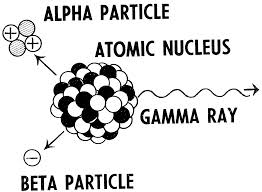 ALPHA PARTICLE
ATOMIC NUCLEUS
GAMMA RAY
BETA PARTICLE